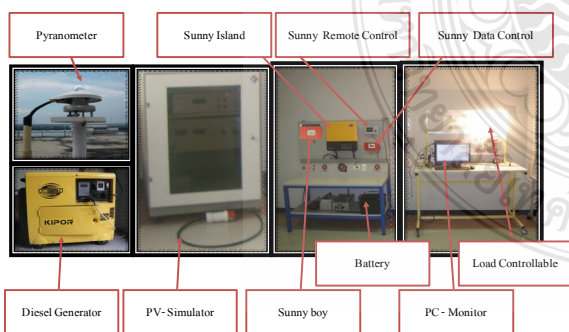 Pyranometer
Sunny Island
Sunny Remote Control
Sunny Data Control
KIPOR
Battery
Load Controllable
Diesel Generator
PV- Simulator
Sunny boy
PC - Monitor